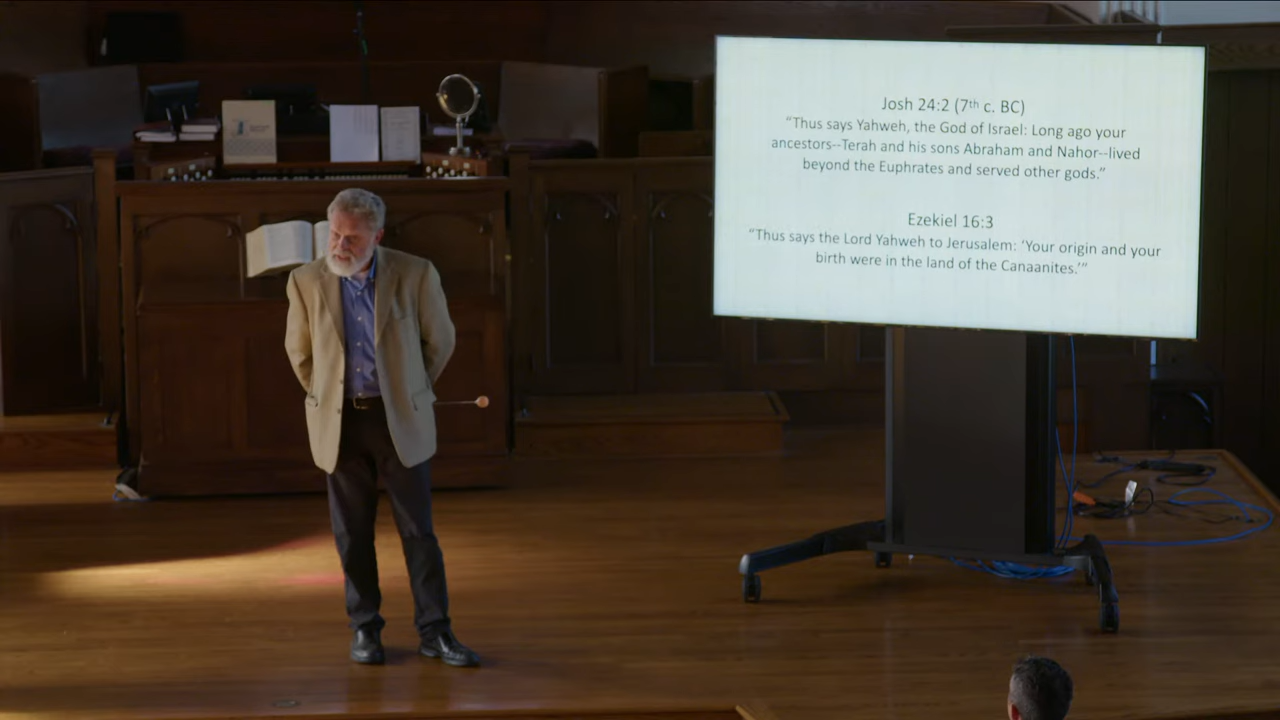 Josh 24:2 (7th c. BC)
“Thus says Yahweh, the God of Israel: Long ago your
ancestors--Terah and his sons Abraham and Nahor--lived
beyond the Euphrates and served other gods.”
Ezekiel 16:3
“Thus says the Lord Yahweh to Jerusalem: ‘Your origin and your
birth were in the land of the Canaanites.’”